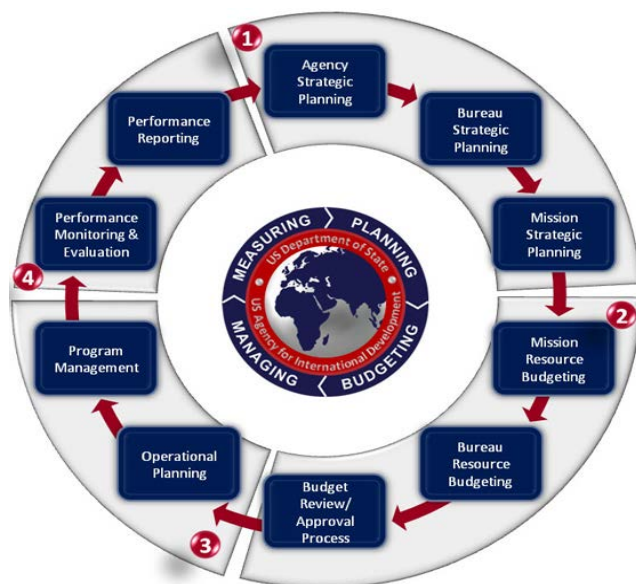 1
Agency
Strategic
Planning
Bureau
Strategic
Planning
Mission
Strategic
Planning
2
Mission
Resource
Budgeting
Bureau
Resource
Budgeting
Budget
Review/
Approval
Process
3
Operational
Planning
Program
Management
4
Performance
Monitoring &
Evaluation
Performance
Reporting
MEASURING
PLANNING
BUDGETING
MANAGING
US Department of State
US Agency for International Development